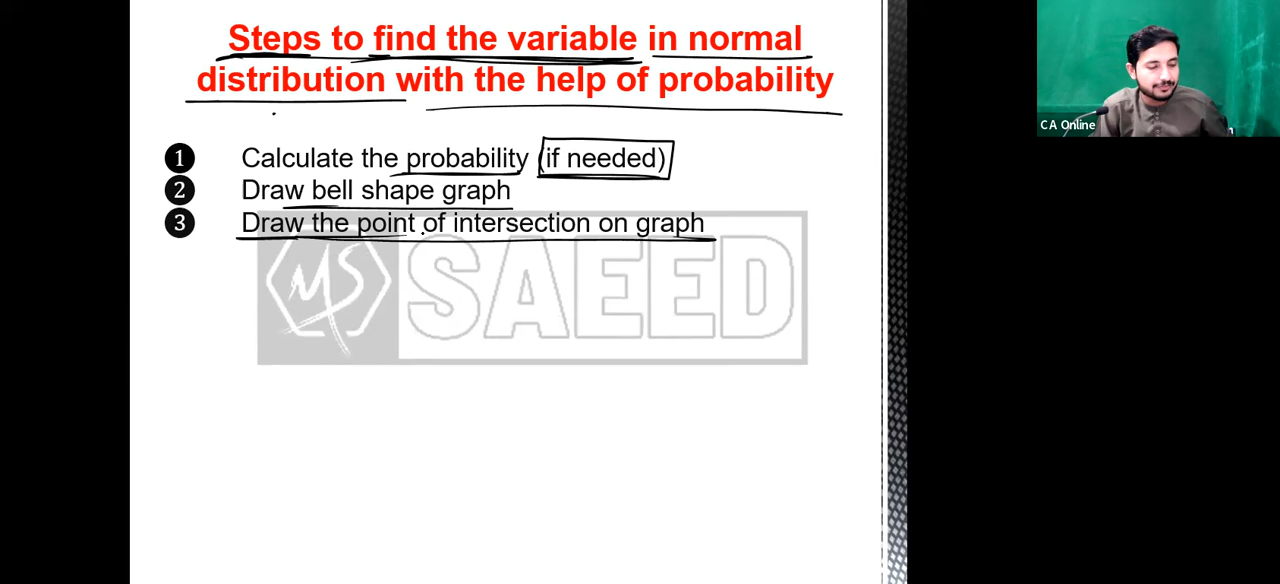 Steps to find the variable in normal
distribution with the help of probability
1 Calculate the probability (if needed)
2 Draw bell shape graph
3 Draw the point of intersection on graph
MS SAEED
C A Online